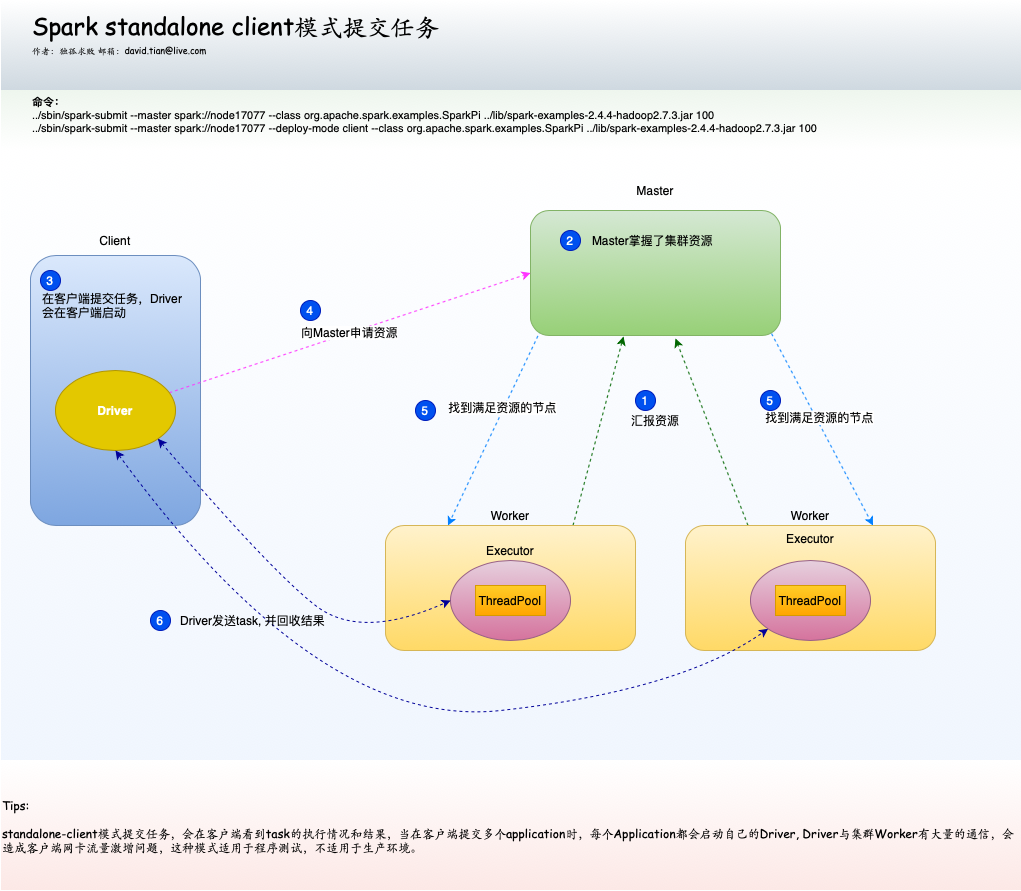 Spark standalone client模式提交任务
作者：独孤求败 邮箱：david.tian@live.com
命令：
../sbin/spark-submit --master spark://node17077 --class org.apache.spark.examples.SparkPi ../lib/spark-examples-2.4.4-hadoop2.7.3.jar 100
../sbin/spark-submit --master spark://node17077 --deploy-mode client --class org.apache.spark.examples.SparkPi ../lib/spark-examples-2.4.4-hadoop2.7.3.jar 100
Master
2 Master掌握了集群资源
Client
3
在客户端提交任务，Driver
会在客户端启动
4
向Master申请资源
Driver
5 找到满足资源的节点
1
汇报资源
5
找到满足资源的节点
Worker
Executor
ThreadPool
Worker
Executor
ThreadPool
6 Driver发送task, 并回收结果
Tips:
standalone-client模式提交任务，会在客户端看到task的执行情况和结果，当在客户端提交多个application时，每个Application都会启动自己的Driver, Driver与集群Worker有大量的通信，会
造成客户端网卡流量激增问题，这种模式适用于程序测试，不适用于生产环境。